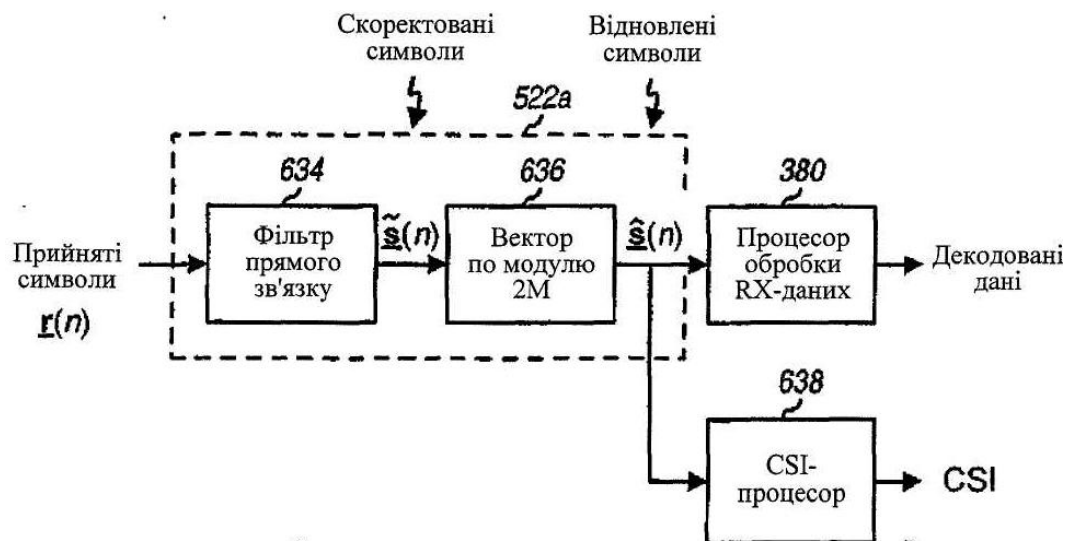 Скоректовані
символи
Відновлені
символи
522a
634
636
380
Прийняті
символи
r(n)
Фільтр
прямого
зв'язку
s̃(n)
Вектор
по модулю
2M
ŝ(n)
Процесор
обробки
RX-даних
Декодовані
дані
638
CSI-
процесор
CSI